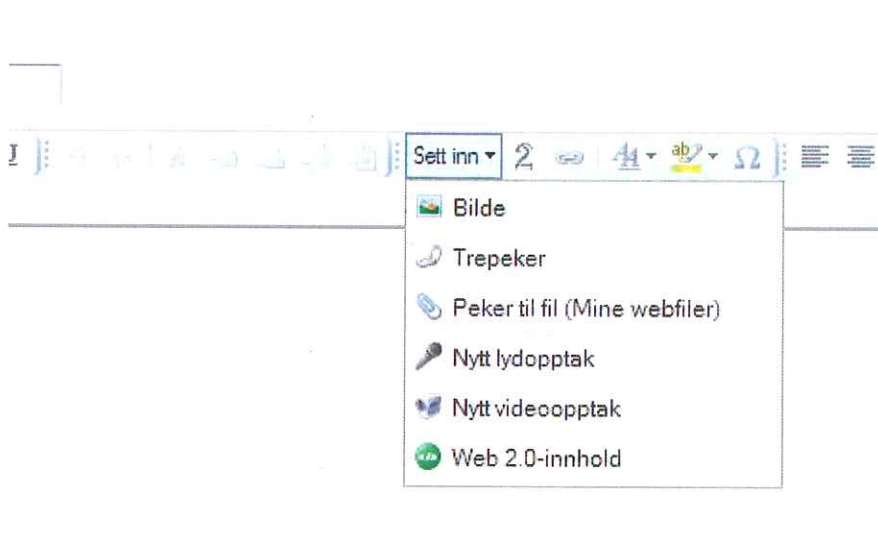 Sett inn
Bilde
Trepeker
Peker til fil (Mine webfiler)
Nytt lydopptak
Nytt videoopptak
Web 2.0-innhold